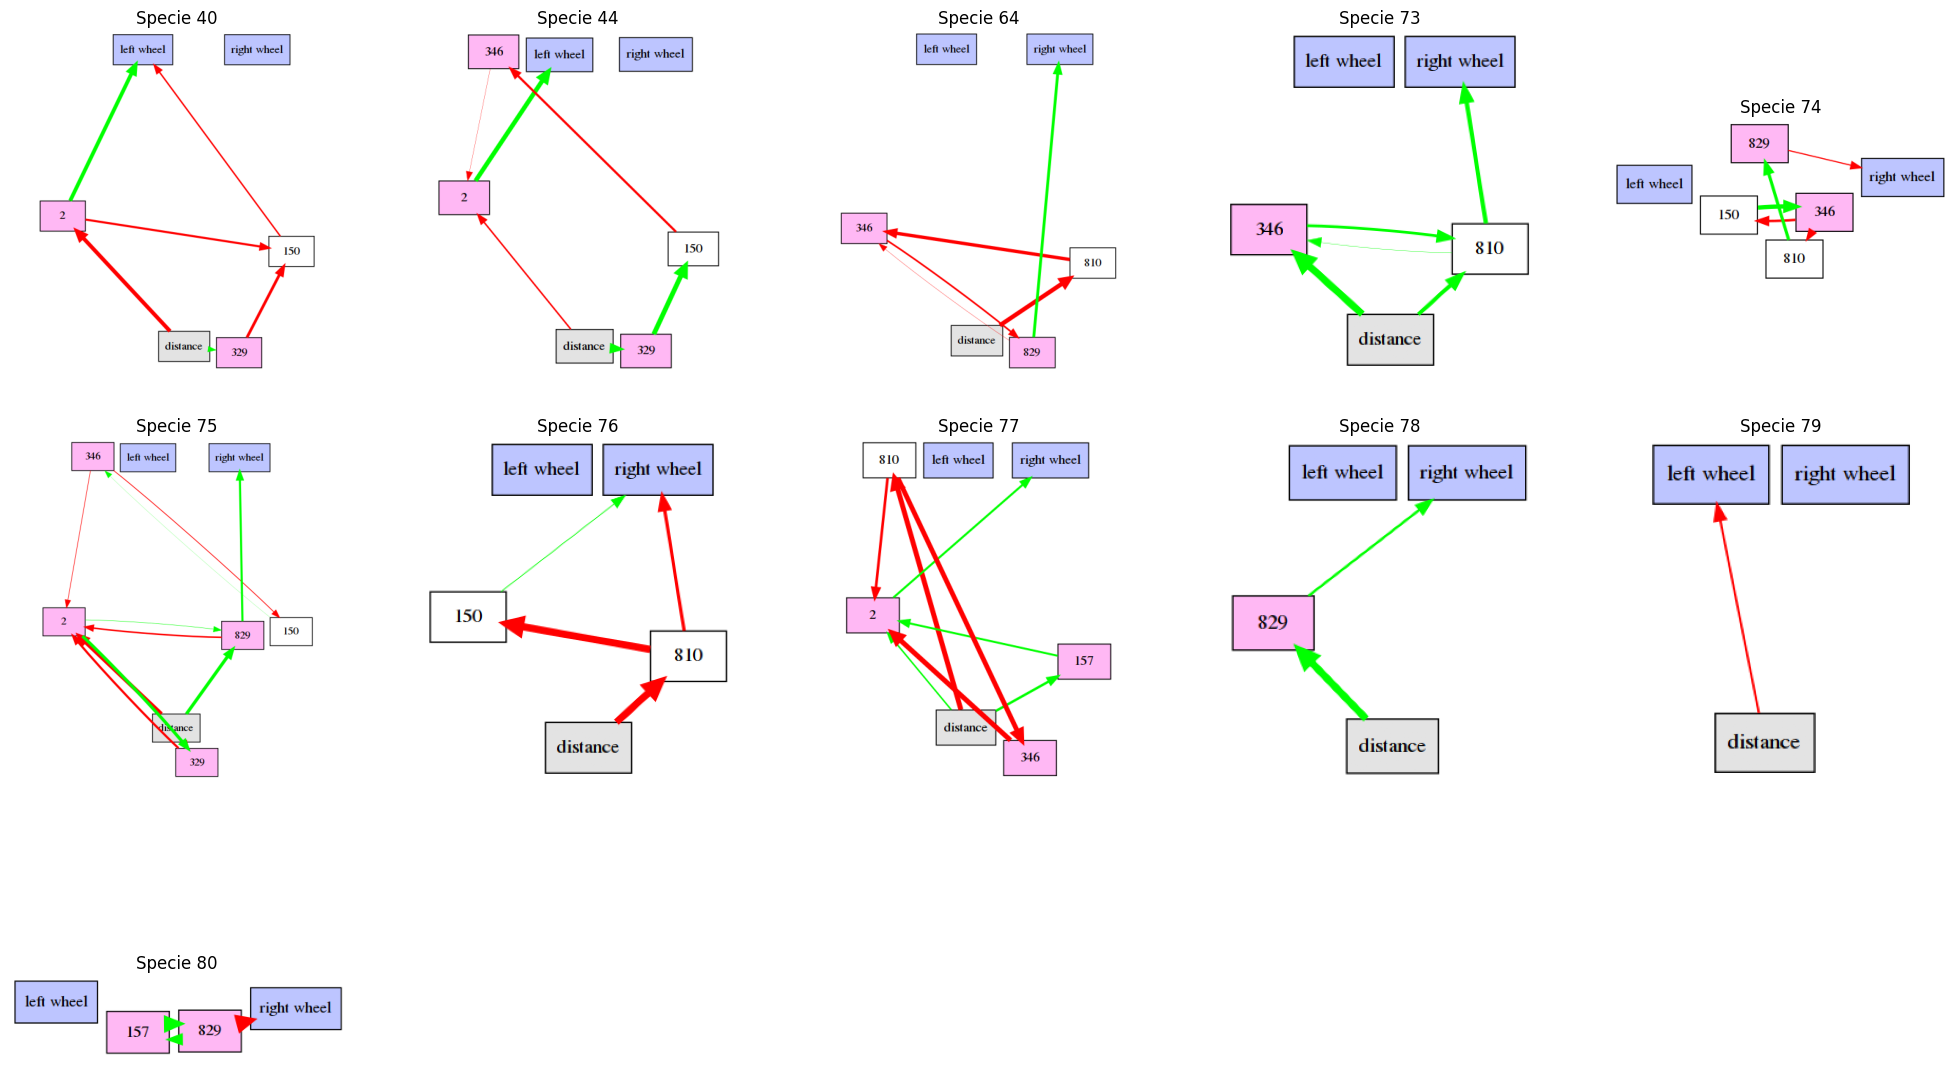 Specie 40
left wheel
right wheel
2
150
distance
329
Specie 44
346
left wheel
right wheel
2
150
distance
329
Specie 64
left wheel
right wheel
346
810
distance
829
Specie 73
left wheel
right wheel
346
810
distance
Specie 74
829
left wheel
right wheel
150
346
810
Specie 75
346
left wheel
right wheel
2
829
150
distance
329
Specie 76
left wheel
right wheel
150
810
distance
Specie 77
810
left wheel
right wheel
2
157
distance
346
Specie 78
left wheel
right wheel
829
distance
Specie 79
left wheel
right wheel
distance
Specie 80
left wheel
right wheel
157
829